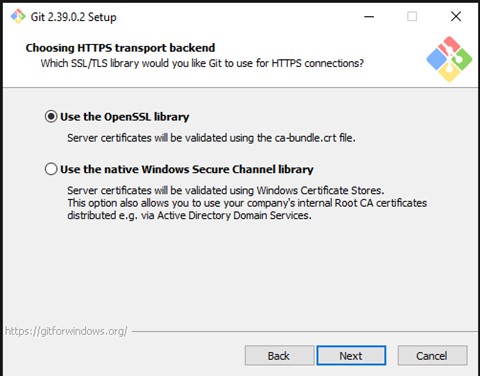 Git 2.39.0.2 Setup
Choosing HTTPS transport backend
Which SSL/TLS library would you like Git to use for HTTPS connections?
Use the OpenSSL library
Server certificates will be validated using the ca-bundle.crt file.
Use the native Windows Secure Channel library
Server certificates will be validated using Windows Certificate Stores.
This option also allows you to use your company's internal Root CA certificates
distributed e.g. via Active Directory Domain Services.
https://gitforwindows.org/
Back Next Cancel